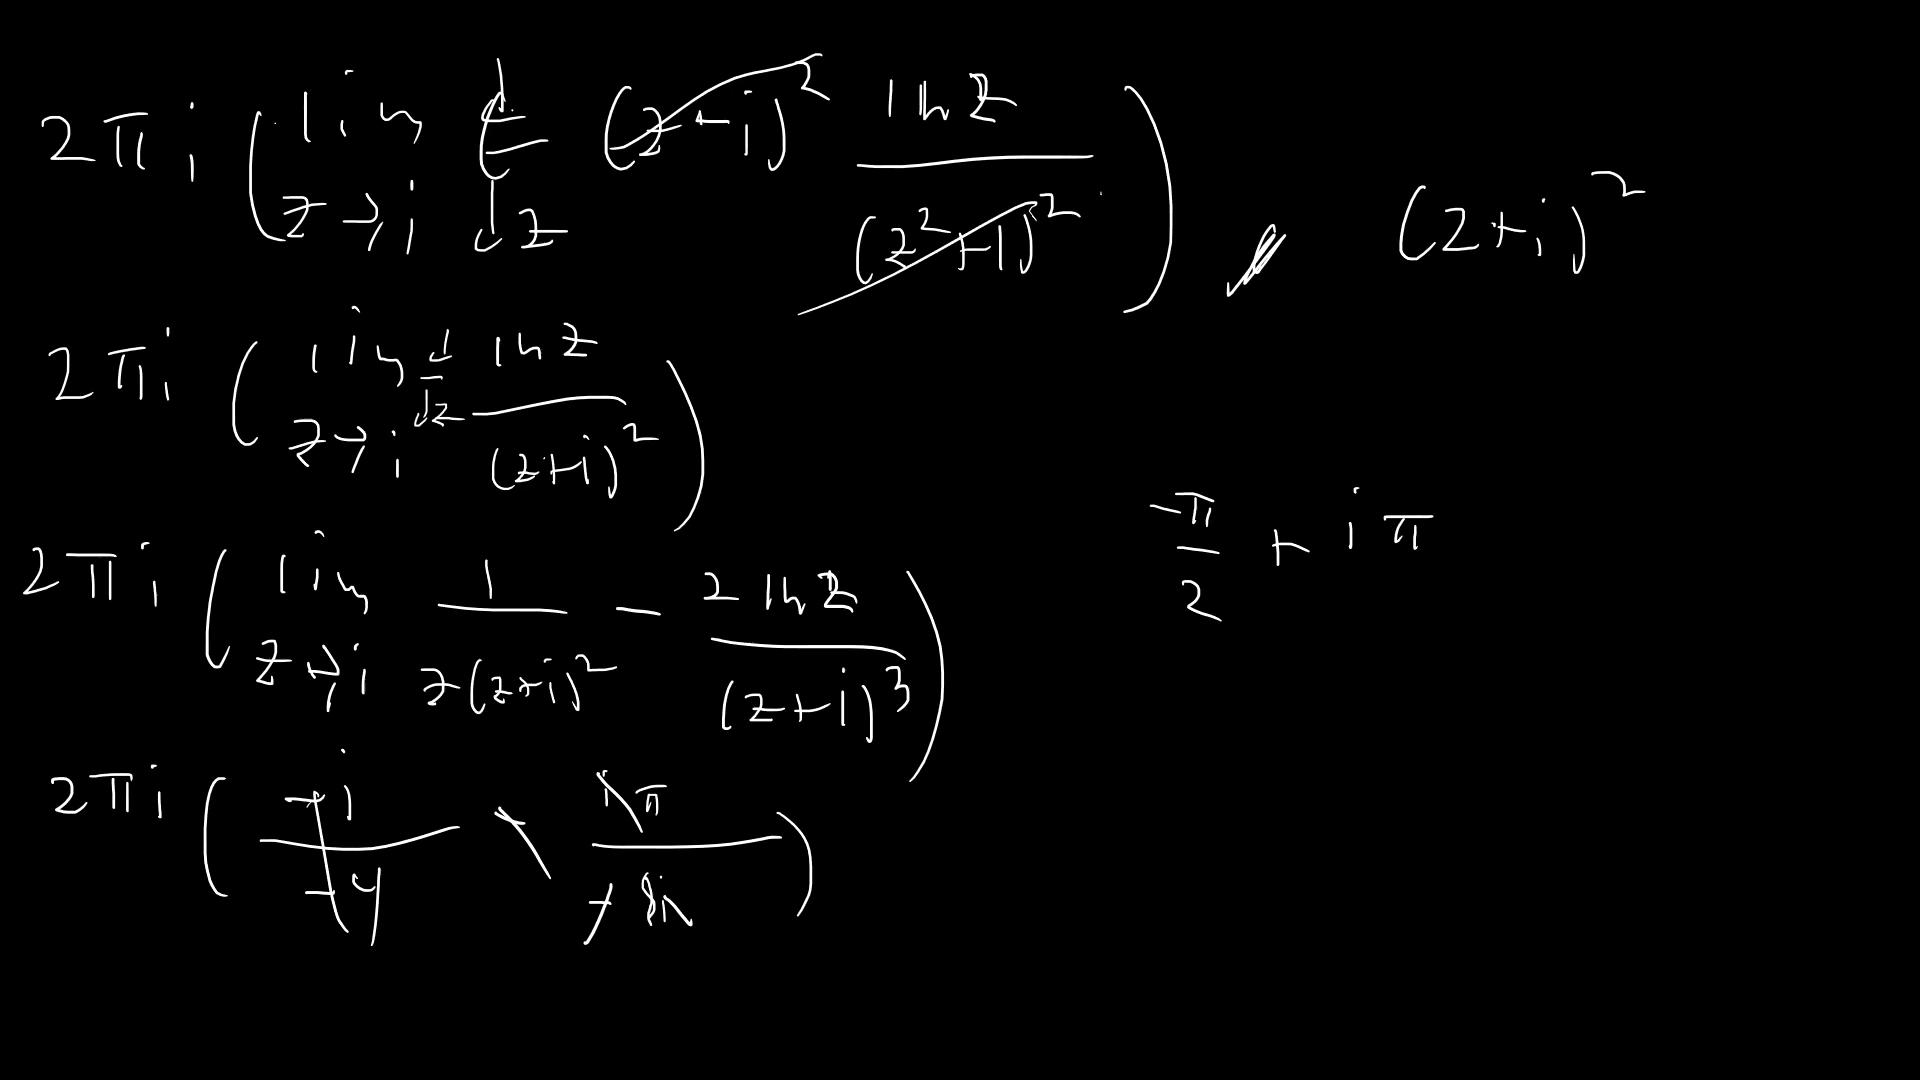 2πi ( lim z→i d/dz (z-i)² ln z / (z²+1)² ) (z+i)²
2πi ( lim z→i d/dz ln z / (z+i)² )
-π/2 + iπ
2πi ( lim z→i 1 / z(z+i)² - 2 ln z / (z+i)³ )
2πi ( -i / -4 - iπ / -8i )